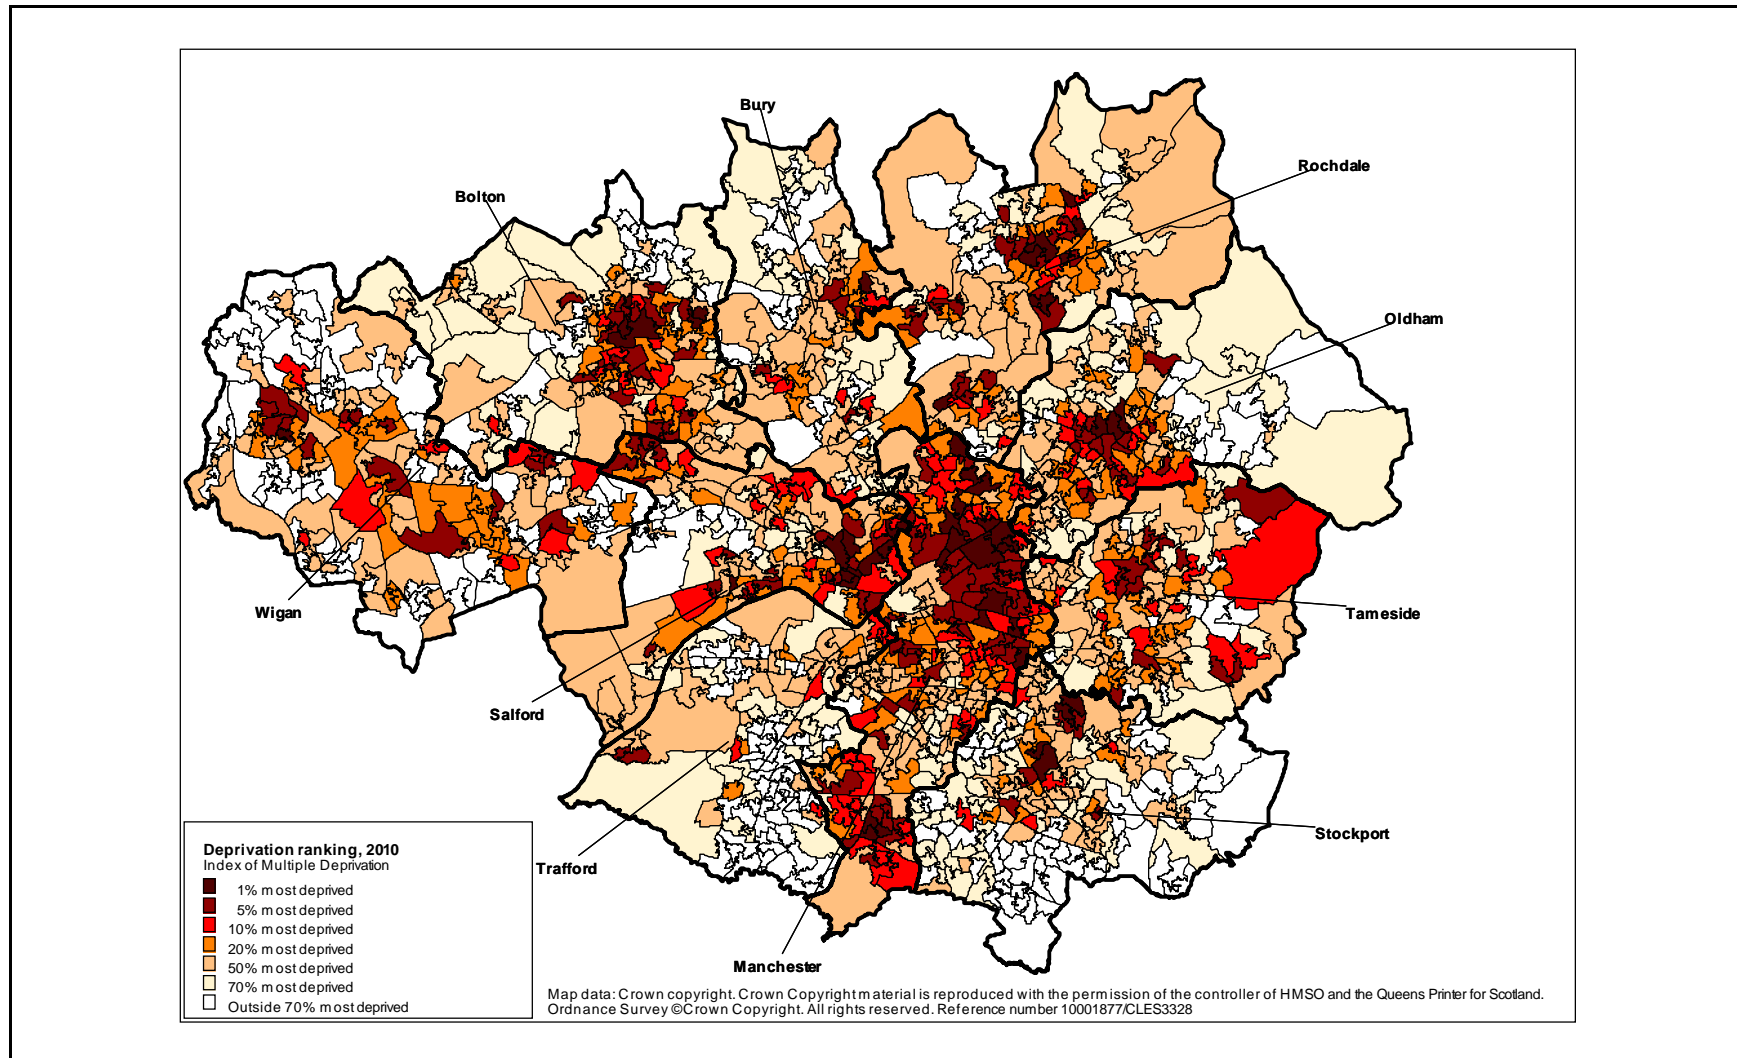 Bury
Rochdale
Bolton
Oldham
Wigan
Tameside
Salford
Stockport
Trafford
Manchester
Deprivation ranking, 2010
Index of Multiple Deprivation
1% most deprived
5% most deprived
10% most deprived
20% most deprived
50% most deprived
70% most deprived
Outside 70% most deprived
Map data: Crown copyright. Crown Copyright material is reproduced with the permission of the controller of HMSO and the Queens Printer for Scotland.
Ordnance Survey ©Crown Copyright. All rights reserved. Reference number 10001877/CLES3328